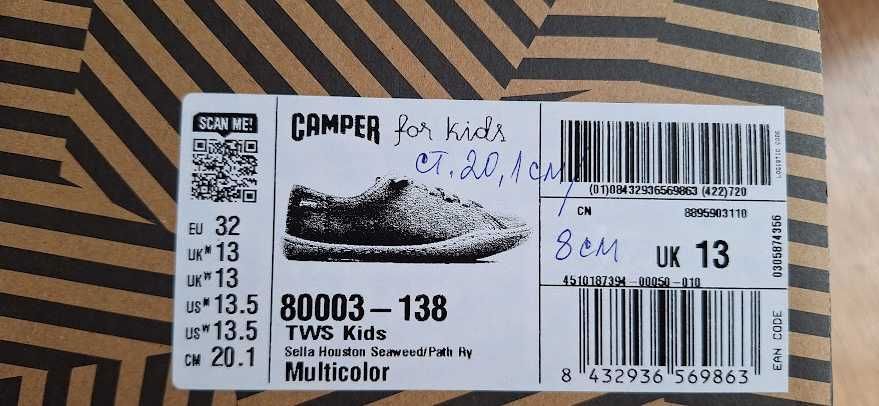 SCAN ME!
CAMPER for kids
ст. 20,1 см/
8 см
EU 32
UKM 13
UKW 13
USM 13.5
USW 13.5
CM 20.1
80003-138
TWS Kids
Sella Houston Seaweed/Path Ry
Multicolor
(01)08432936569863 (422)720
LOGISTIC CODE
CN 8895903110
UK 13
4510187394-00050-010
0305874356
EAN CODE
8 432936 569863